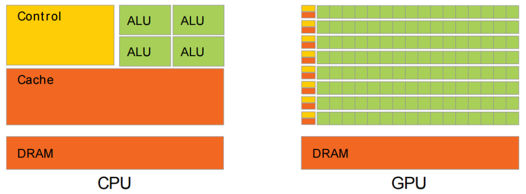 Control
ALU ALU
ALU ALU
Cache
DRAM
CPU
DRAM
GPU